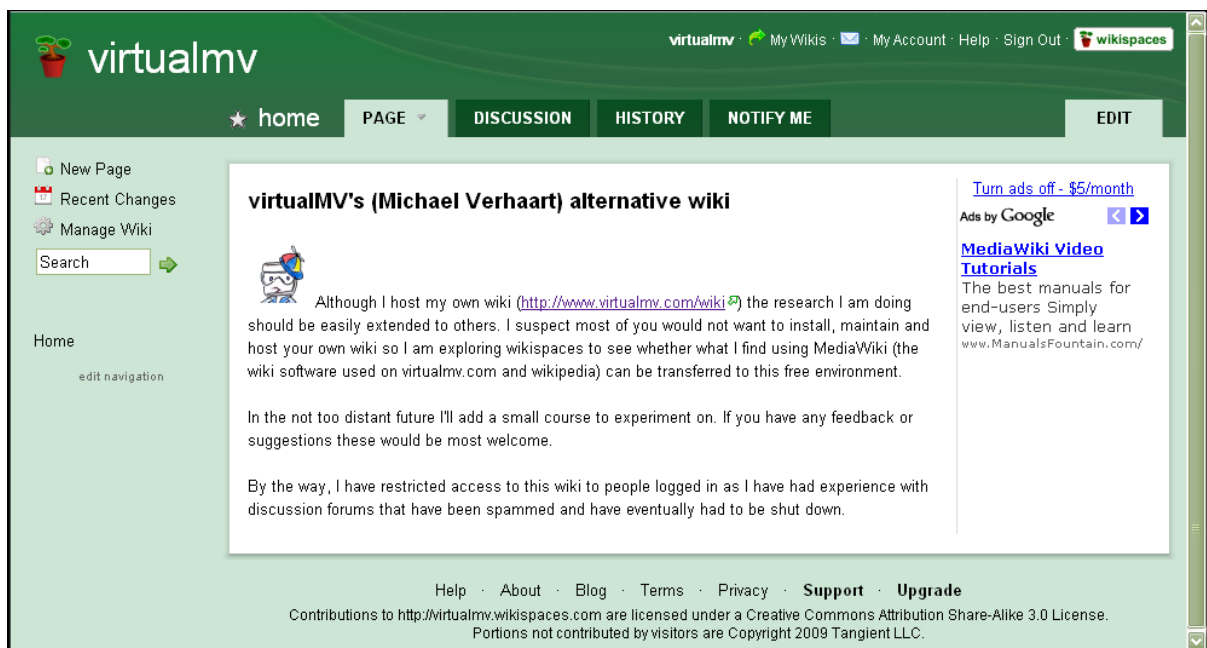 virtualmv
virtualmv · My Wikis · · My Account · Help · Sign Out · wikispaces
home PAGE DISCUSSION HISTORY NOTIFY ME EDIT
New Page
Recent Changes
17
Manage Wiki
Search
Home
edit navigation
virtualMV's (Michael Verhaart) alternative wiki
Although I host my own wiki (http://www.virtualmv.com/wiki) the research I am doing
should be easily extended to others. I suspect most of you would not want to install, maintain and
host your own wiki so I am exploring wikispaces to see whether what I find using MediaWiki (the
wiki software used on virtualmv.com and wikipedia) can be transferred to this free environment.
In the not too distant future I'll add a small course to experiment on. If you have any feedback or
suggestions these would be most welcome.
By the way, I have restricted access to this wiki to people logged in as I have had experience with
discussion forums that have been spammed and have eventually had to be shut down.
Turn ads off - $5/month
Ads by Google < >
MediaWiki Video
Tutorials
The best manuals for
end-users Simply
view, listen and learn
www.ManualsFountain.com/
Help · About · Blog · Terms · Privacy · Support · Upgrade
Contributions to http://virtualmv.wikispaces.com are licensed under a Creative Commons Attribution Share-Alike 3.0 License.
Portions not contributed by visitors are Copyright 2009 Tangient LLC.